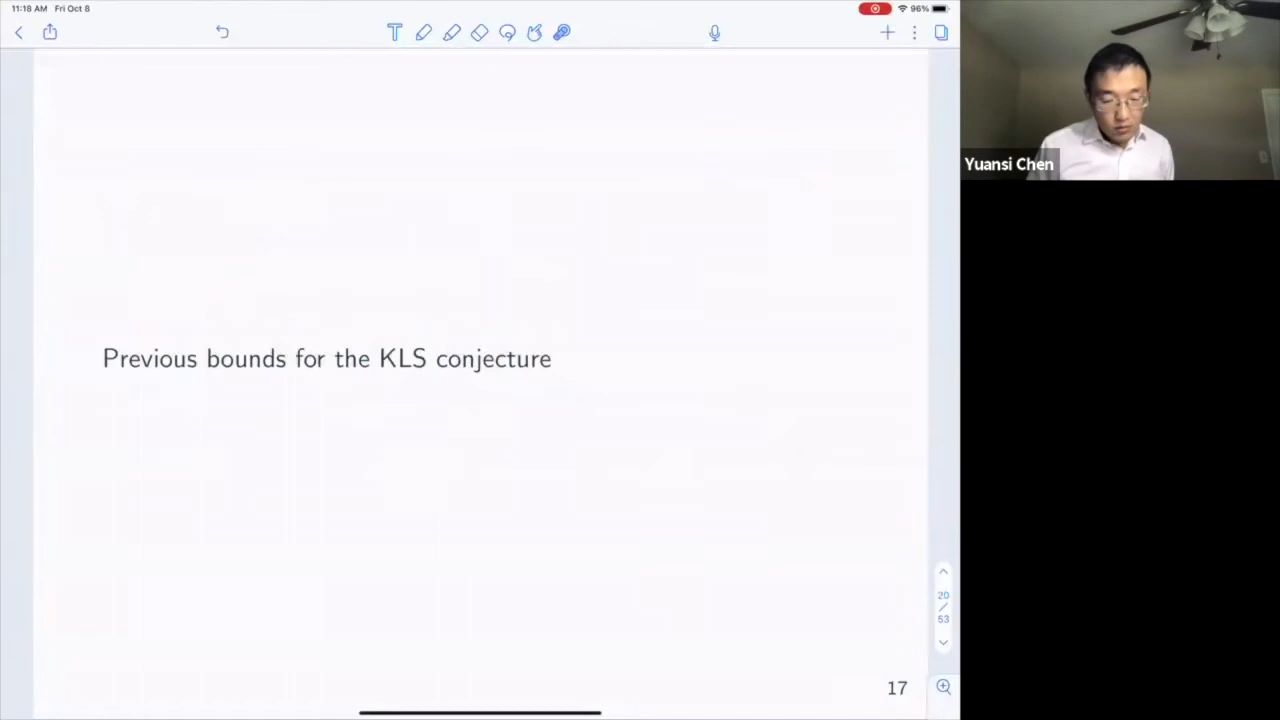 11:18 AM Fri Oct 8
96%
T
Yuansi Chen
Previous bounds for the KLS conjecture
20
/
53
17